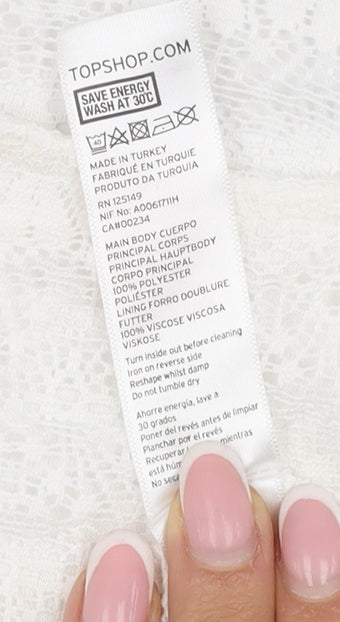 TOPSHOP.COM
SAVE ENERGY
WASH AT 30°C
40
MADE IN TURKEY
FABRIQUÉ EN TURQUIE
PRODUTO DA TURQUIA
RN 125149
NIF No: A0061711H
CA#00234
MAIN BODY CUERPO
PRINCIPAL CORPS
PRINCIPAL HAUPTBODY
CORPO PRINCIPAL
100% POLYESTER
POLIÉSTER
LINING FORRO DOUBLURE
FUTTER
100% VISCOSE VISCOSA
VISKOSE
Turn inside out before cleaning
Iron on reverse side
Reshape whilst damp
Do not tumble dry
Ahorre energía, lave a
30 grados
Poner del revés antes de limpiar
Planchar por el revés
Recuperar mientras
está
No